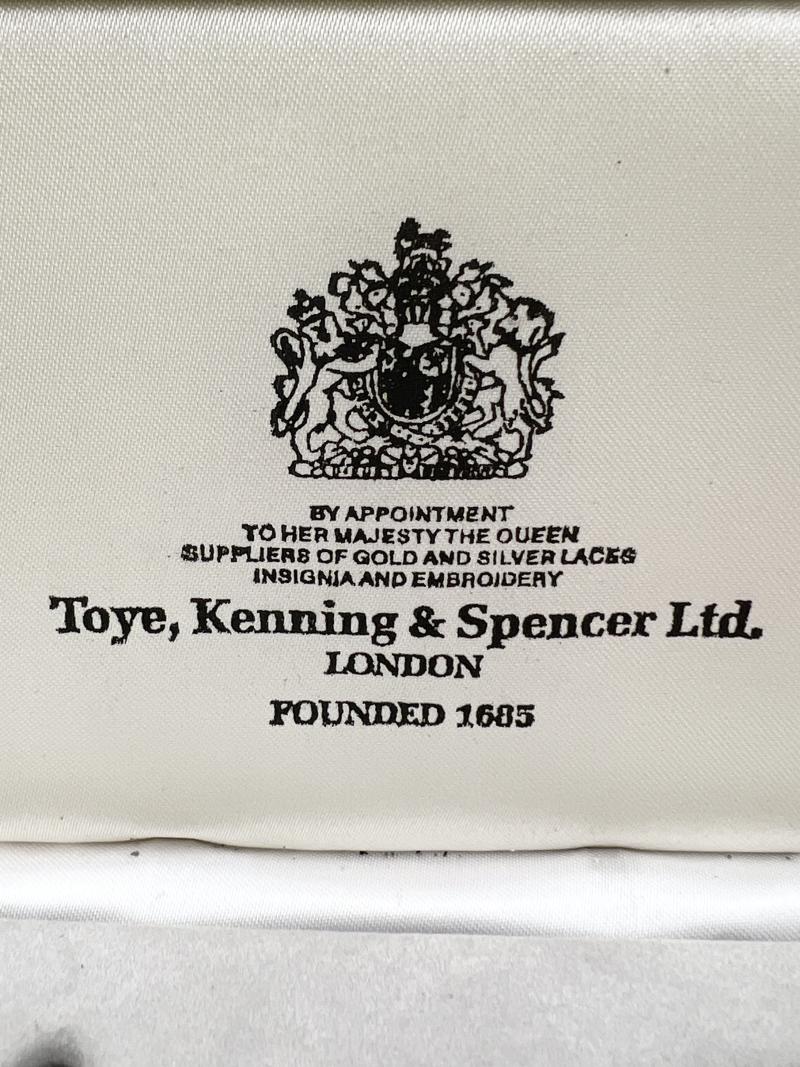 BY APPOINTMENT
TO HER MAJESTY THE QUEEN
SUPPLIERS OF GOLD AND SILVER LACES
INSIGNIA AND EMBROIDERY
Toye, Kenning & Spencer Ltd.
LONDON
FOUNDED 1685